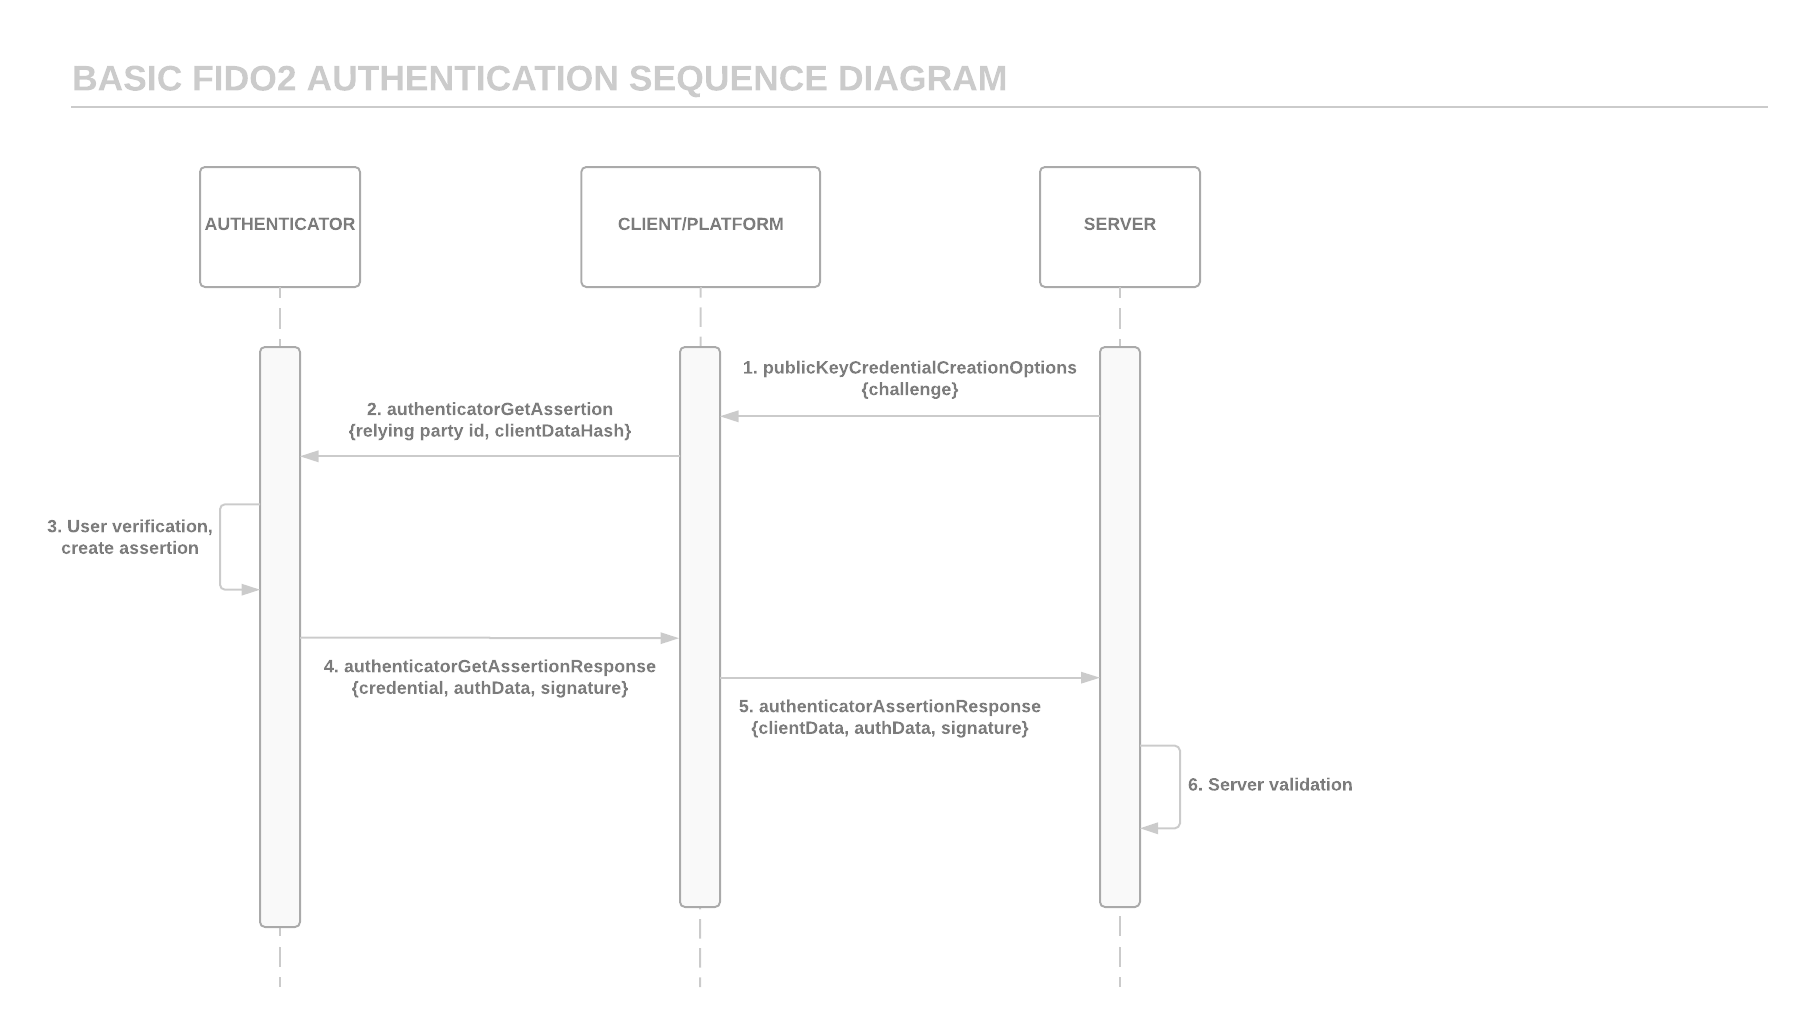 BASIC FIDO2 AUTHENTICATION SEQUENCE DIAGRAM
AUTHENTICATOR
CLIENT/PLATFORM
SERVER
1. publicKeyCredentialCreationOptions
{challenge}
2. authenticatorGetAssertion
{relying party id, clientDataHash}
3. User verification,
create assertion
4. authenticatorGetAssertionResponse
{credential, authData, signature}
5. authenticatorAssertionResponse
{clientData, authData, signature}
6. Server validation